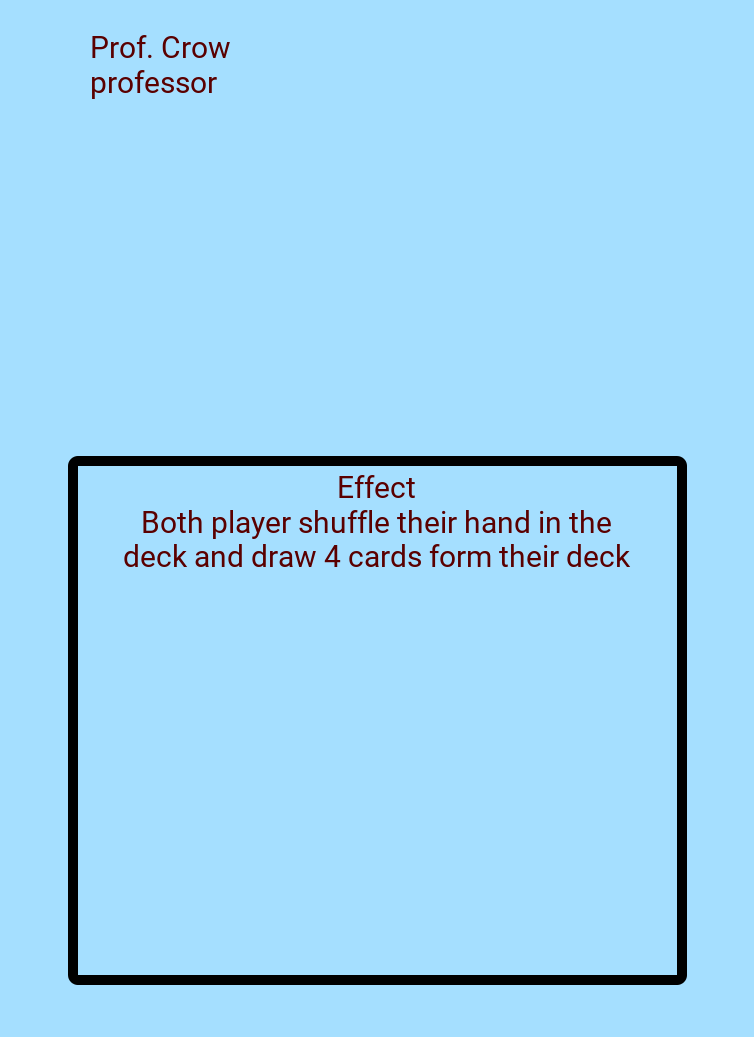 Prof. Crow
professor
Effect
Both player shuffle their hand in the
deck and draw 4 cards form their deck